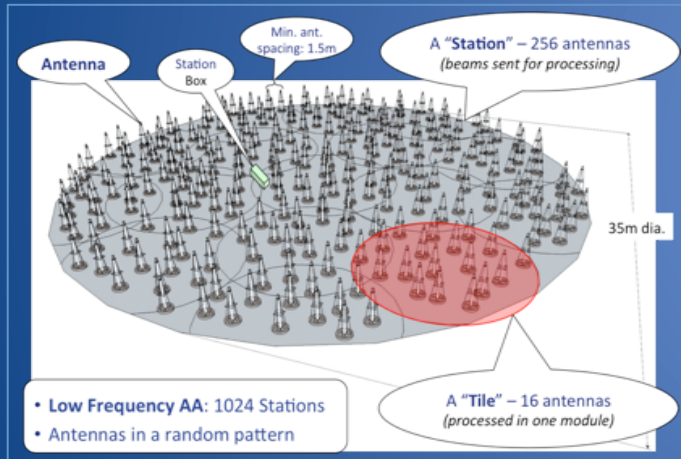 Antenna
Station
Box
Min. ant.
spacing: 1.5m
A “Station” – 256 antennas
(beams sent for processing)
35m dia.
• Low Frequency AA: 1024 Stations
• Antennas in a random pattern
A “Tile” – 16 antennas
(processed in one module)